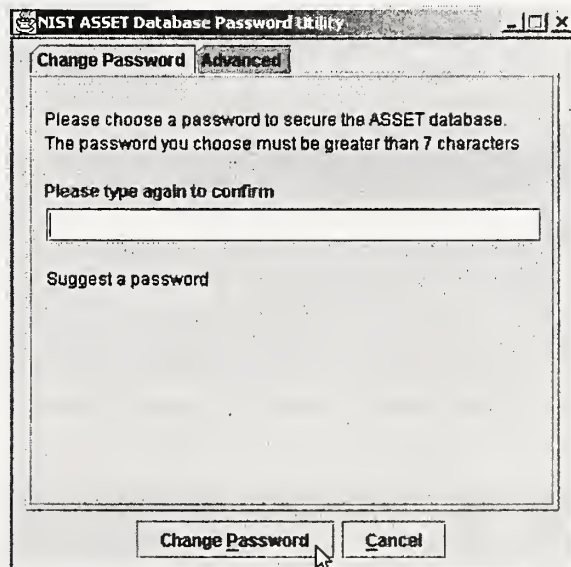 NIST ASSET Database Password Utility
Change Password Advanced
Please choose a password to secure the ASSET database.
The password you choose must be greater than 7 characters
Please type again to confirm
Suggest a password
Change Password Cancel